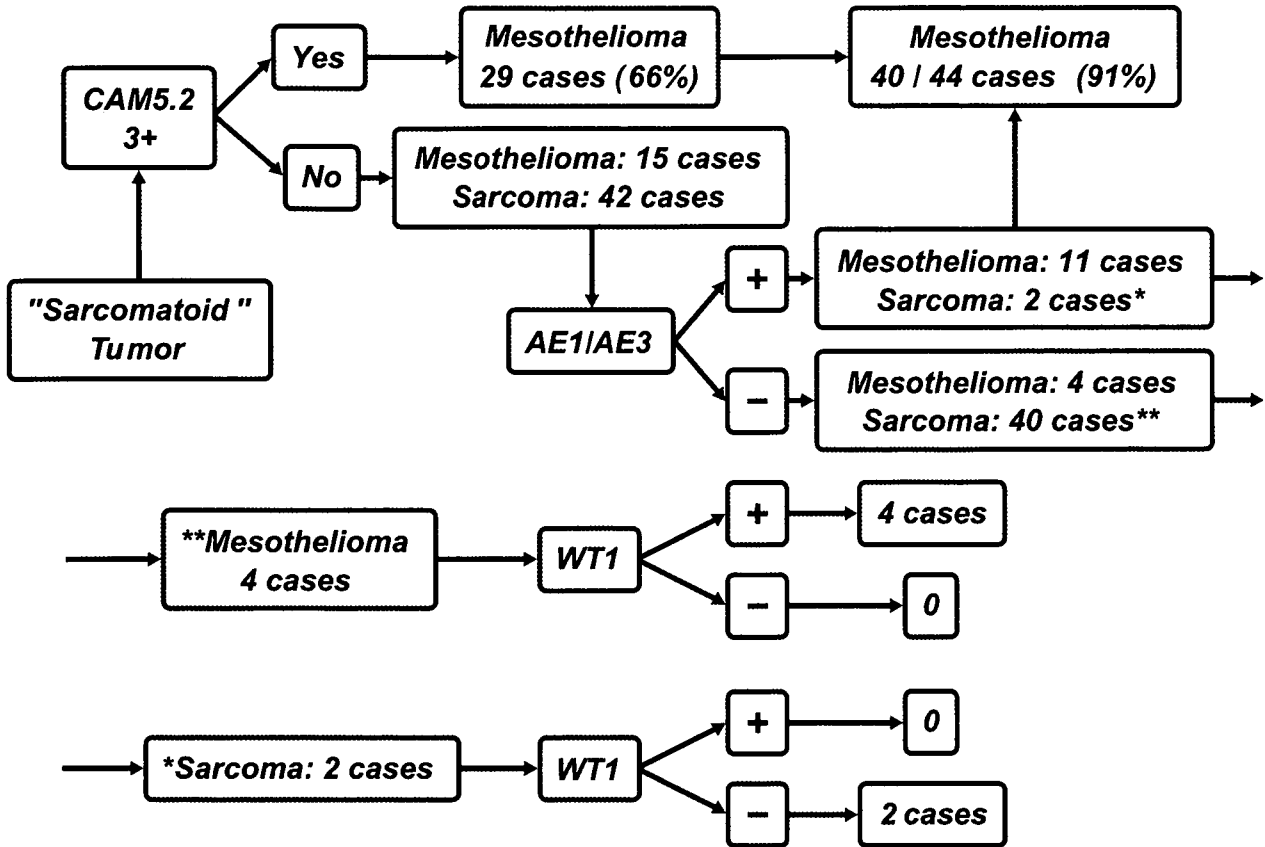 Yes
Mesothelioma
29 cases (66%)
Mesothelioma
40 / 44 cases (91%)
CAM5.2
3+
No
Mesothelioma: 15 cases
Sarcoma: 42 cases
"Sarcomatoid"
Tumor
AE1/AE3
+
Mesothelioma: 11 cases
Sarcoma: 2 cases*
−
Mesothelioma: 4 cases
Sarcoma: 40 cases**
**Mesothelioma
4 cases
WT1
+
4 cases
−
0
*Sarcoma: 2 cases
WT1
+
0
−
2 cases